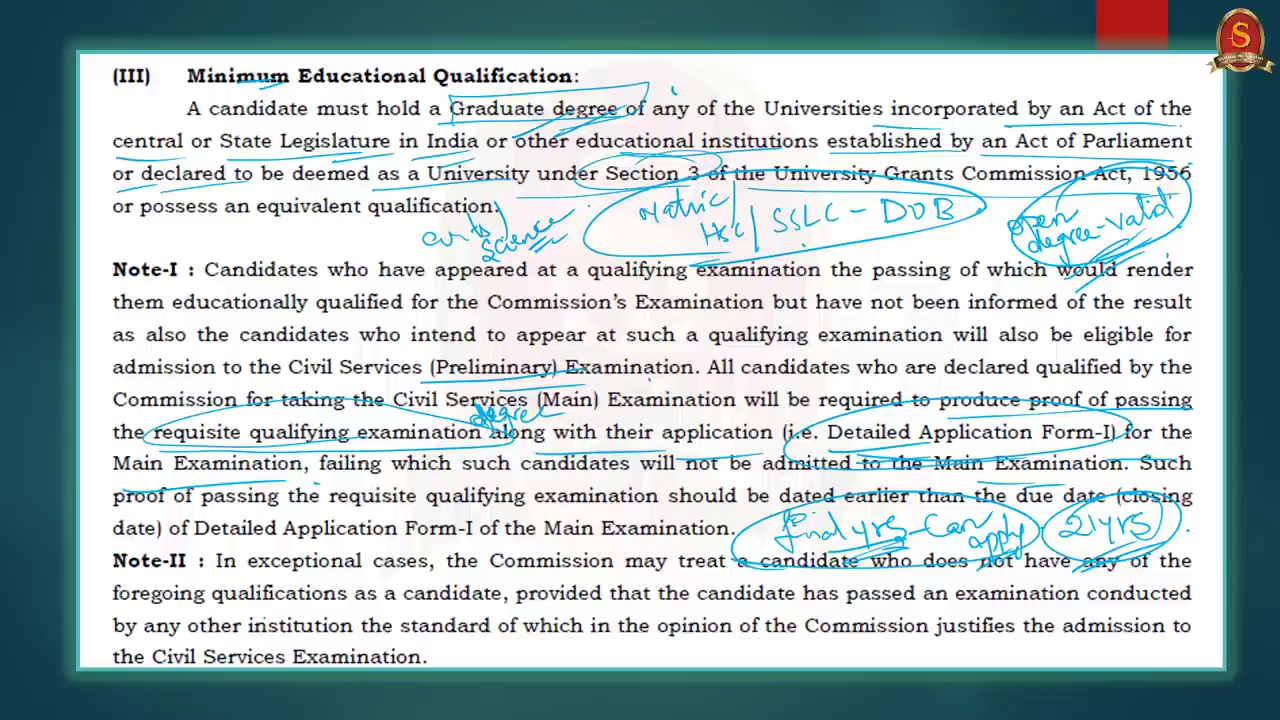 (III) Minimum Educational Qualification:
A candidate must hold a Graduate degree of any of the Universities incorporated by an Act of the
central or State Legislature in India or other educational institutions established by an Act of Parliament
or declared to be deemed as a University under Section 3 of the University Grants Commission Act, 1956
or possess an equivalent qualification.
arts
science
Matric/
HSC / SSLC - DOB
open
degree - valid
Note-I : Candidates who have appeared at a qualifying examination the passing of which would render
them educationally qualified for the Commission's Examination but have not been informed of the result
as also the candidates who intend to appear at such a qualifying examination will also be eligible for
admission to the Civil Services (Preliminary) Examination. All candidates who are declared qualified by the
Commission for taking the Civil Services (Main) Examination will be required to produce proof of passing
degree
the requisite qualifying examination along with their application (i.e. Detailed Application Form-I) for the
Main Examination, failing which such candidates will not be admitted to the Main Examination. Such
proof of passing the requisite qualifying examination should be dated earlier than the due date (closing
date) of Detailed Application Form-I of the Main Examination.
final yrs - can
apply
21 yrs
Note-II : In exceptional cases, the Commission may treat a candidate who does not have any of the
foregoing qualifications as a candidate, provided that the candidate has passed an examination conducted
by any other institution the standard of which in the opinion of the Commission justifies the admission to
the Civil Services Examination.
S